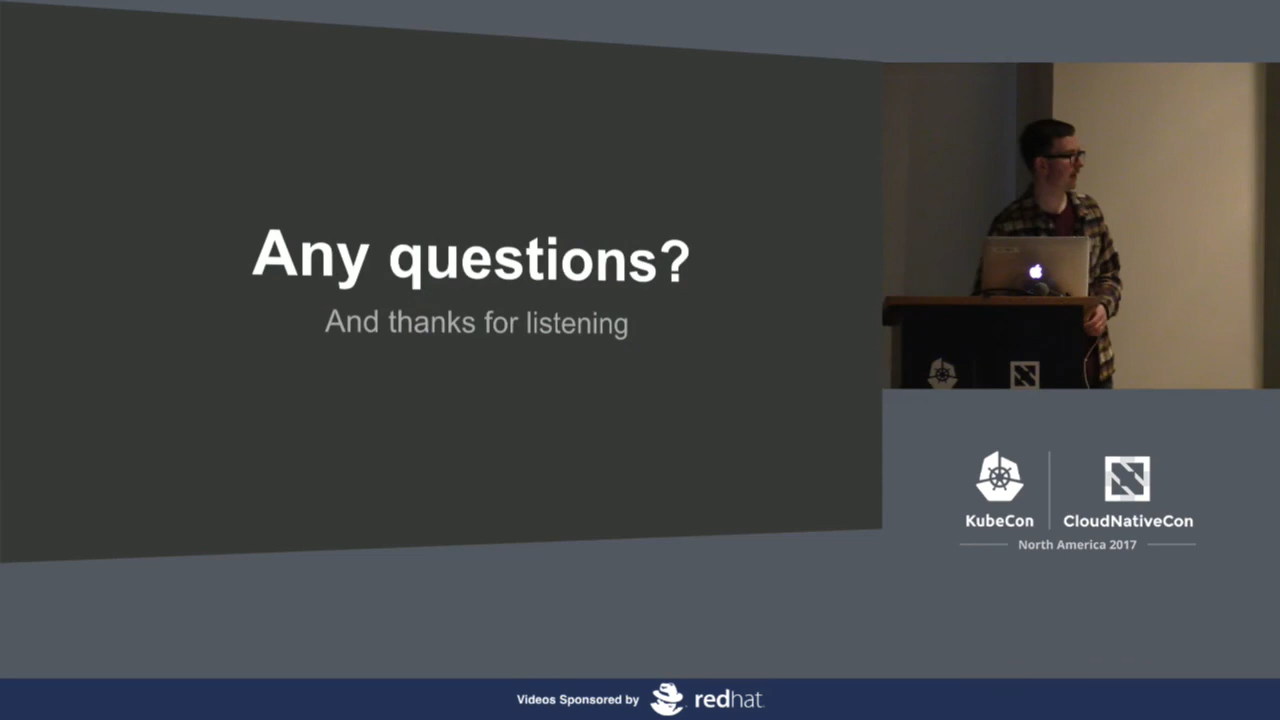 Any questions?
And thanks for listening
KubeCon
CloudNativeCon
North America 2017
Videos Sponsored by
redhat